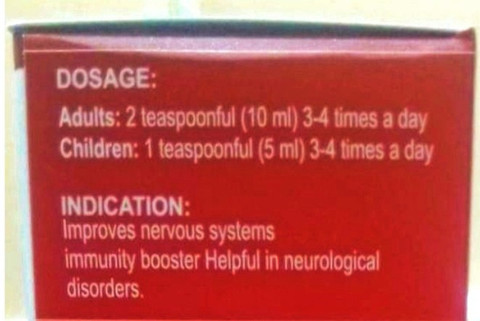 DOSAGE:
Adults: 2 teaspoonful (10 ml) 3-4 times a day
Children: 1 teaspoonful (5 ml) 3-4 times a day
INDICATION:
Improves nervous systems
immunity booster Helpful in neurological
disorders.